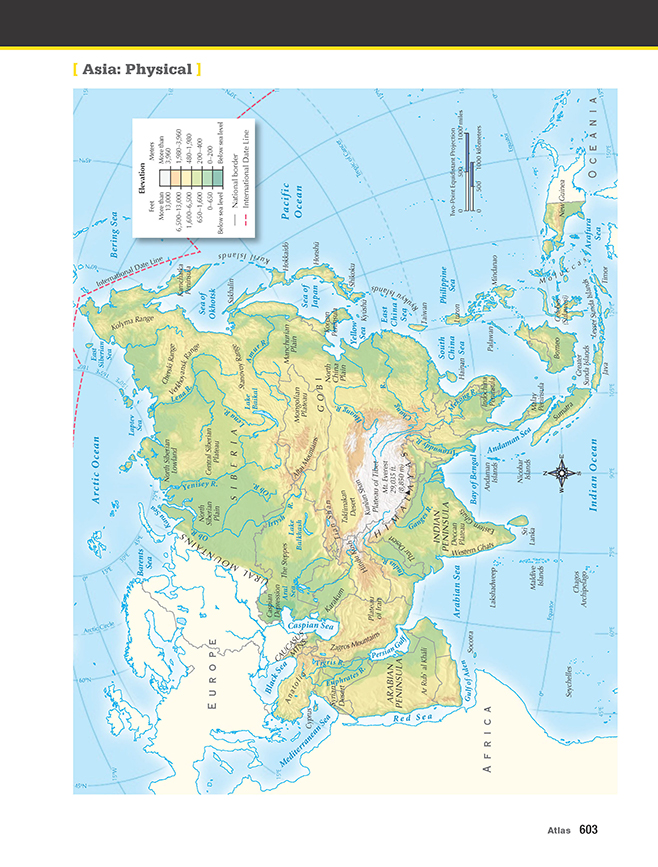 [ Asia: Physical ]
Elevation
Feet Meters
More than 13,000 More than 3,960
6,500–13,000 1,980–3,960
1,600–6,500 480–1,980
650–1,600 200–400
0–650 0–200
Below sea level Below sea level
National border
International Date Line
Two-Point Equidistant Projection
0 500 1000 miles
0 500 1000 kilometers
Arctic Ocean
Pacific
Ocean
Indian Ocean
Bering Sea
International Date Line
East
Siberian
Sea
Laptev
Sea
Kara Sea
Barents
Sea
Arctic Circle
Kolyma Range
Cherski Range
Verkhoyansk Range
Kamchatka
Peninsula
Sea of
Okhotsk
Sakhalin
Kuril Islands
Hokkaido
Honshu
Shikoku
Kyushu
Sea of
Japan
Korean
Peninsula
Yellow
Sea
East
China
Sea
Ryukyu Islands
Taiwan
Philippine
Sea
Luzon
Mindanao
Palawan
South
China
Sea
Hainan
North Siberian
Lowland
Central Siberian
Plateau
North
Siberian
Plain
SIBERIA
Lena R.
Yenisey R.
Ob R.
Irtysh R.
Amur R.
Stanovoy Range
Lake
Baikal
Manchurian
Plain
Mongolian
Plateau
GOBI
North
China
Plain
Huang R.
Altay Mountains
URAL MOUNTAINS
The Steppes
Lake
Balkhash
Aral
Sea
Caspian
Depression
Caspian Sea
Karakum
Tian Shan
Taklimakan
Desert
Kunlun Shan
Plateau of Tibet
Mt. Everest
29,035 ft.
(8,850 m)
HIMALAYAS
Hindu Kush
Indus R.
Thar Desert
Ganges R.
INDIAN
PENINSULA
Deccan
Plateau
Eastern Ghats
Western Ghats
Sri
Lanka
Bay of Bengal
Irrawaddy R.
Mekong R.
Indochina
Peninsula
Malay
Peninsula
Andaman Sea
Andaman
Islands
Nicobar
Islands
Sumatra
Borneo
Java
Greater
Sunda Islands
Lesser Sunda Islands
Celebes
(Sulawesi)
Moluccas
Timor
Arafura
Sea
New Guinea
OCEANIA
EUROPE
CAUCASUS
MTNS.
Black Sea
Anatolia
Cyprus
Mediterranean Sea
Syrian
Desert
Tigris R.
Euphrates R.
Zagros Mountains
Plateau
of Iran
Persian Gulf
ARABIAN
PENINSULA
Ar Rub' al Khali
Red Sea
Gulf of Aden
Socotra
AFRICA
Arabian Sea
Lakshadweep
Maldive
Islands
Chagos
Archipelago
Seychelles
Equator
N
E
S
W
Atlas 603